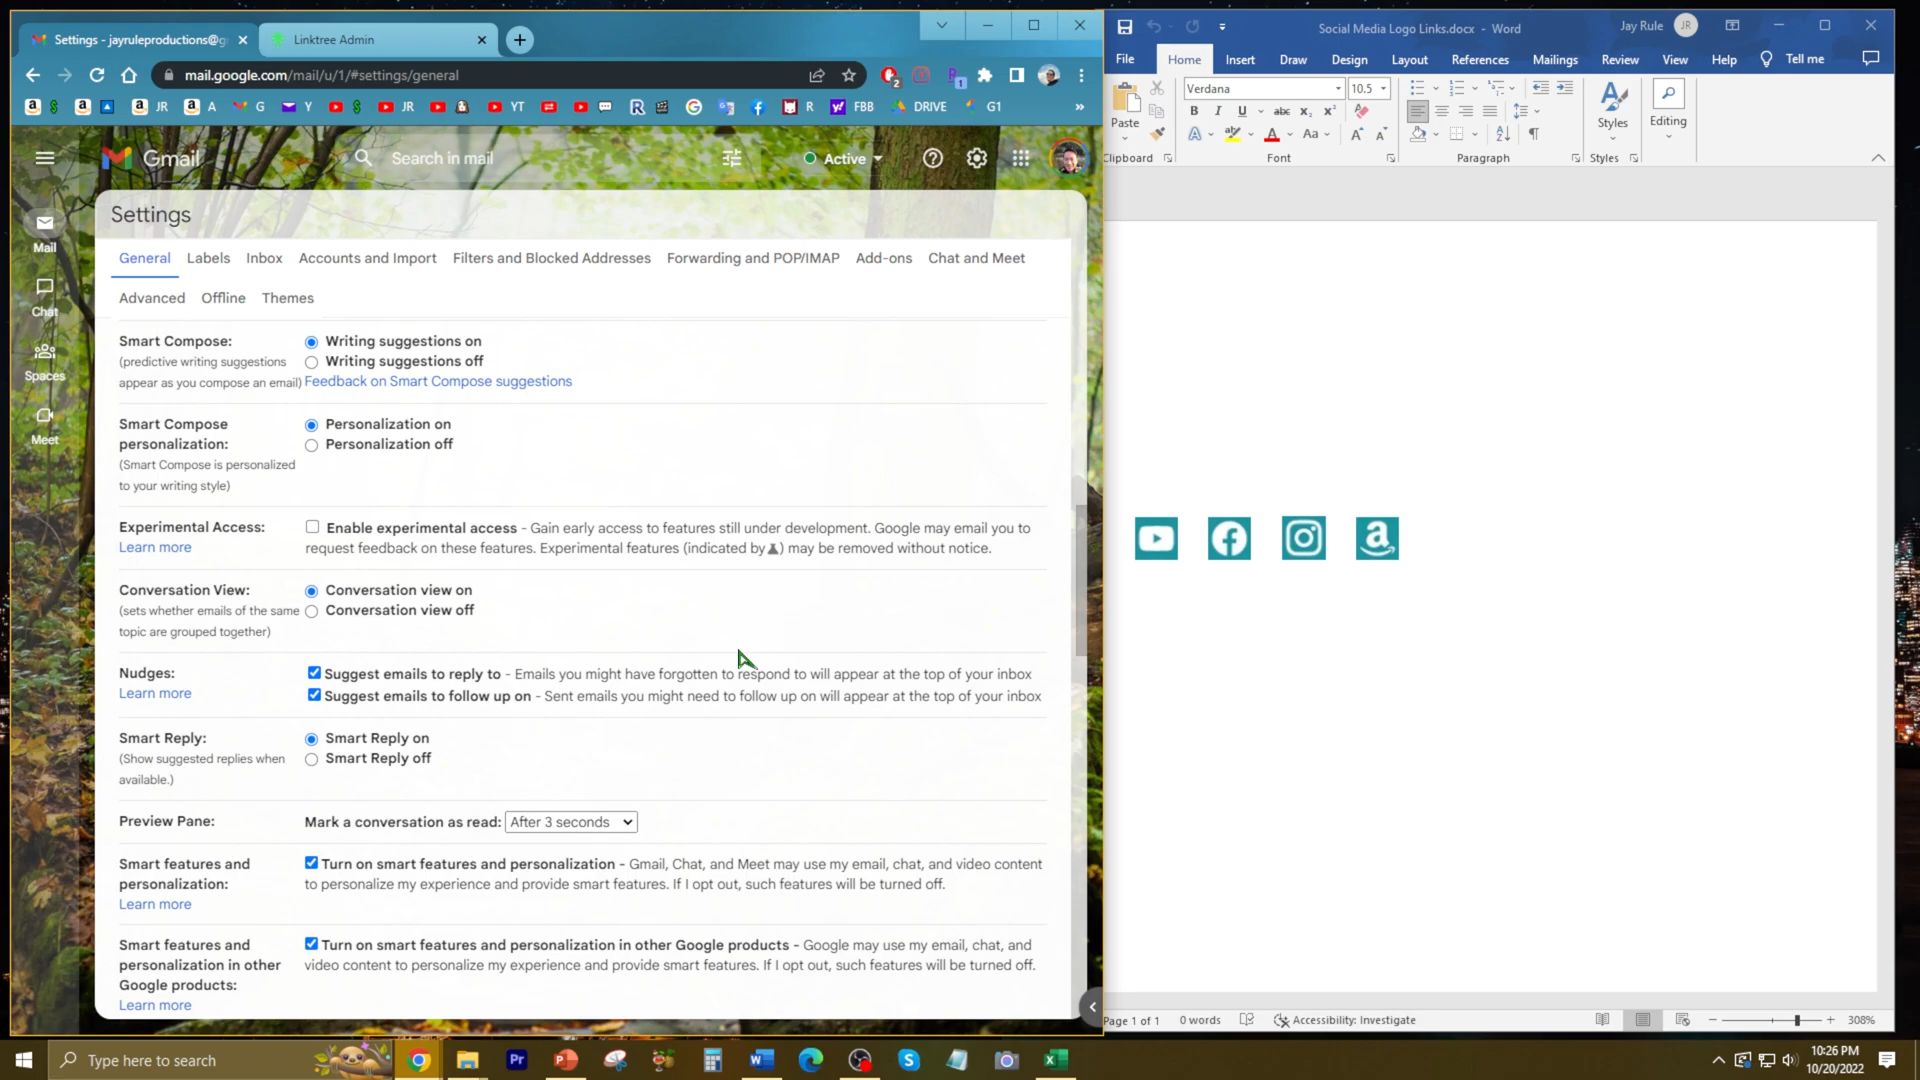 Settings - jayruleproductions@g
Linktree Admin
mail.google.com/mail/u/1/#settings/general
2
1
JR
A
G
Y
JR
YT
R
FBB
DRIVE
G1
Gmail
Search in mail
Active
Mail
Chat
Spaces
Meet
Settings
General Labels Inbox Accounts and Import Filters and Blocked Addresses Forwarding and POP/IMAP Add-ons Chat and Meet
Advanced Offline Themes
Smart Compose:
(predictive writing suggestions
appear as you compose an email)
Writing suggestions on
Writing suggestions off
Feedback on Smart Compose suggestions
Smart Compose
personalization:
(Smart Compose is personalized
to your writing style)
Personalization on
Personalization off
Experimental Access:
Learn more
Enable experimental access - Gain early access to features still under development. Google may email you to
request feedback on these features. Experimental features (indicated by ) may be removed without notice.
Conversation View:
(sets whether emails of the same
topic are grouped together)
Conversation view on
Conversation view off
Nudges:
Learn more
Suggest emails to reply to - Emails you might have forgotten to respond to will appear at the top of your inbox
Suggest emails to follow up on - Sent emails you might need to follow up on will appear at the top of your inbox
Smart Reply:
(Show suggested replies when
available.)
Smart Reply on
Smart Reply off
Preview Pane:
Mark a conversation as read: After 3 seconds
Smart features and
personalization:
Learn more
Turn on smart features and personalization - Gmail, Chat, and Meet may use my email, chat, and video content
to personalize my experience and provide smart features. If I opt out, such features will be turned off.
Smart features and
personalization in other
Google products:
Learn more
Turn on smart features and personalization in other Google products - Google may use my email, chat, and
video content to personalize my experience and provide smart features. If I opt out, such features will be turned off.
Social Media Logo Links.docx - Word
Jay Rule
JR
File Home Insert Draw Design Layout References Mailings Review View Help Tell me
Paste
Verdana
10.5
B I U abc x₂ x²
A ab A Aa A A
Styles
Editing
Clipboard Font Paragraph Styles
Page 1 of 1 0 words Accessibility: Investigate
308%
Type here to search
10:26 PM
10/20/2022